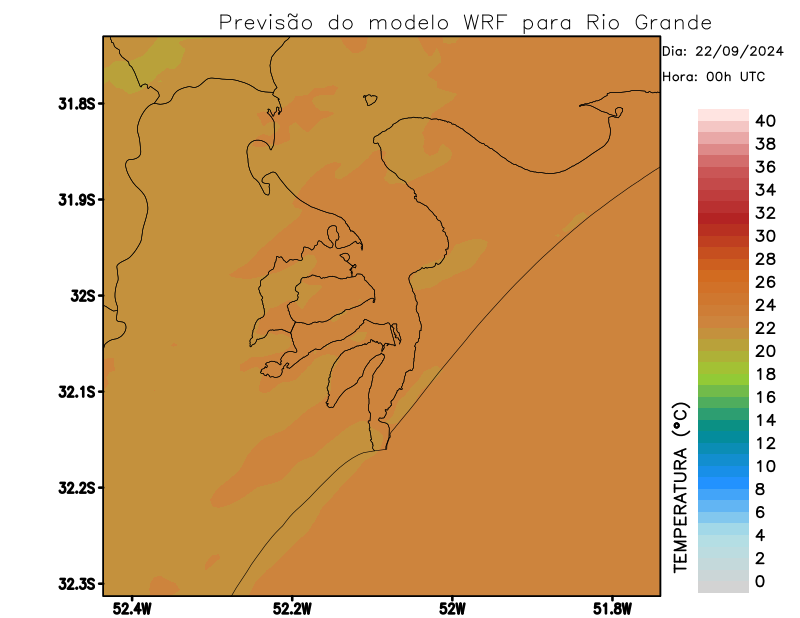 Previsão do modelo WRF para Rio Grande
Dia: 22/09/2024
Hora: 00h UTC
31.8S
31.9S
32S
32.1S
32.2S
32.3S
52.4W
52.2W
52W
51.8W
TEMPERATURA (°C)
40
38
36
34
32
30
28
26
24
22
20
18
16
14
12
10
8
6
4
2
0